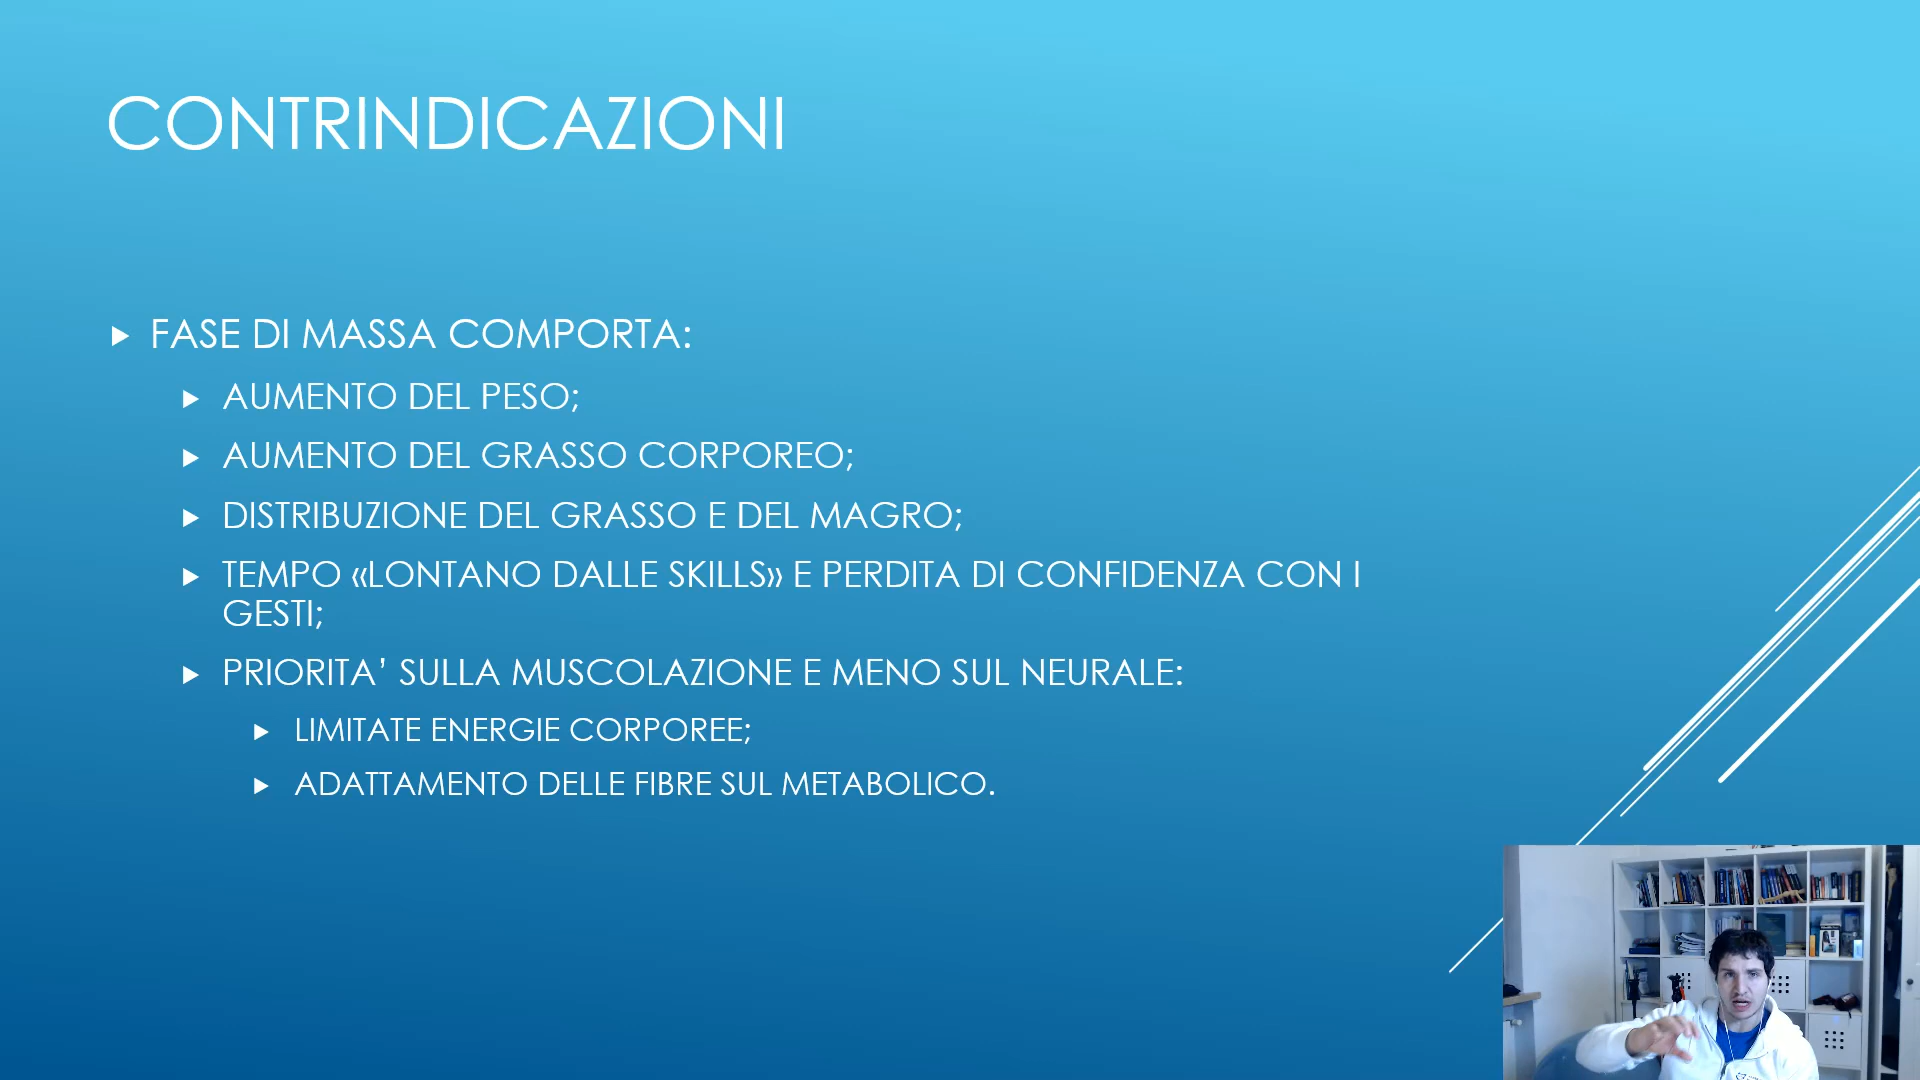 CONTRINDICAZIONI
FASE DI MASSA COMPORTA:
AUMENTO DEL PESO;
AUMENTO DEL GRASSO CORPOREO;
DISTRIBUZIONE DEL GRASSO E DEL MAGRO;
TEMPO «LONTANO DALLE SKILLS» E PERDITA DI CONFIDENZA CON I
GESTI;
PRIORITA’ SULLA MUSCOLAZIONE E MENO SUL NEURALE:
LIMITATE ENERGIE CORPOREE;
ADATTAMENTO DELLE FIBRE SUL METABOLICO.